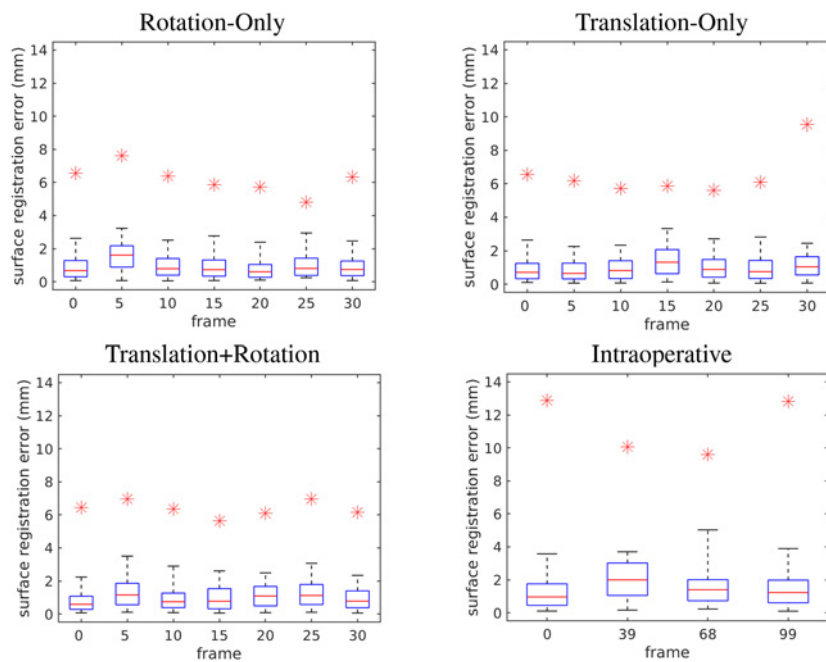 Rotation-Only
surface registration error (mm)
14
12
10
8
6
4
2
0
0 5 10 15 20 25 30
frame
Translation-Only
surface registration error (mm)
14
12
10
8
6
4
2
0
0 5 10 15 20 25 30
frame
Translation+Rotation
surface registration error (mm)
14
12
10
8
6
4
2
0
0 5 10 15 20 25 30
frame
Intraoperative
surface registration error (mm)
14
12
10
8
6
4
2
0
0 39 68 99
frame